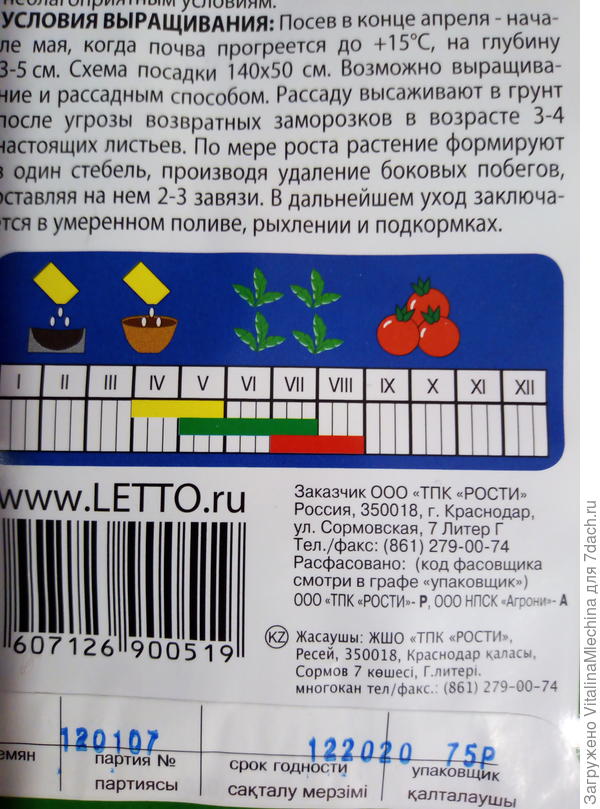 неблагоприятным условиям.
УСЛОВИЯ ВЫРАЩИВАНИЯ: Посев в конце апреля - нача-
ле мая, когда почва прогреется до +15°С, на глубину
3-5 см. Схема посадки 140х50 см. Возможно выращива-
ние и рассадным способом. Рассаду высаживают в грунт
после угрозы возвратных заморозков в возрасте 3-4
настоящих листьев. По мере роста растение формируют
в один стебель, производя удаление боковых побегов,
оставляя на нем 2-3 завязи. В дальнейшем уход заключа-
ется в умеренном поливе, рыхлении и подкормках.
I II III IV V VI VII VIII IX X XI XII
www.LETTO.ru
607126 900519
Заказчик ООО «ТПК «РОСТИ»
Россия, 350018, г. Краснодар,
ул. Сормовская, 7 Литер Г
Тел./факс: (861) 279-00-74
Расфасовано: (код фасовщика
смотри в графе «упаковщик»)
ООО «ТПК «РОСТИ»- Р, ООО НПСК «Агрони»- А
KZ Жасаушы: ЖШО «ТПК «РОСТИ»,
Ресей, 350018, Краснодар қаласы,
Сормов 7 көшесі, Г.литері.
многокан тел/факс.: (861) 279-00-74
120107 122020 75Р
емян партия № срок годности упаковщик
партиясы сақталу мерзімі қалталаушы
Загружено VitalinaMlechina для 7dach.ru